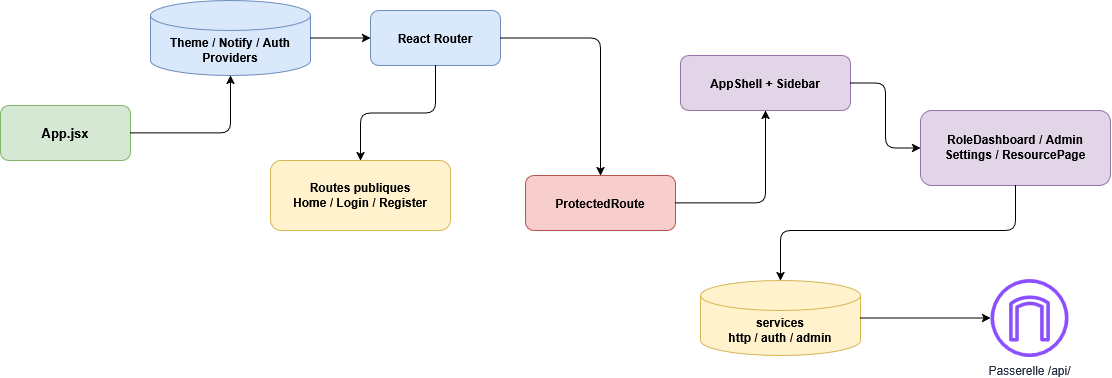 Theme / Notify / Auth
Providers
React Router
App.jsx
Routes publiques
Home / Login / Register
ProtectedRoute
AppShell + Sidebar
RoleDashboard / Admin
Settings / ResourcePage
services
http / auth / admin
Passerelle /api/